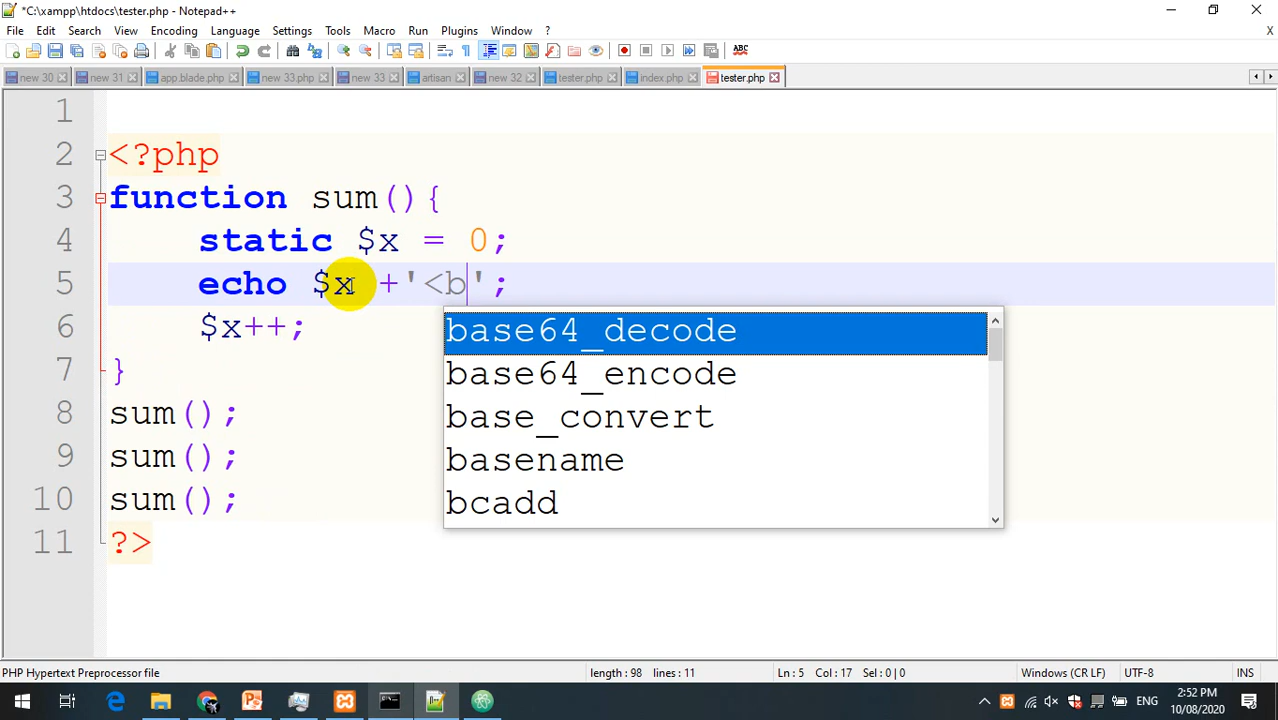 *C:\xampp\htdocs\tester.php - Notepad++
File Edit Search View Encoding Language Settings Tools Macro Run Plugins Window ? X
new 30 new 31 app.blade.php new 33.php new 33 artisan new 32 tester.php index.php tester.php
1
2 <?php
3 function sum(){
4 static $x = 0;
5 echo $x +'<b';
6 $x++;
7 }
8 sum();
9 sum();
10 sum();
11 ?>
base64_decode
base64_encode
base_convert
basename
bcadd
PHP Hypertext Preprocessor file length : 98 lines : 11 Ln : 5 Col : 17 Sel : 0 | 0 Windows (CR LF) UTF-8 INS
ENG 2:52 PM
10/08/2020